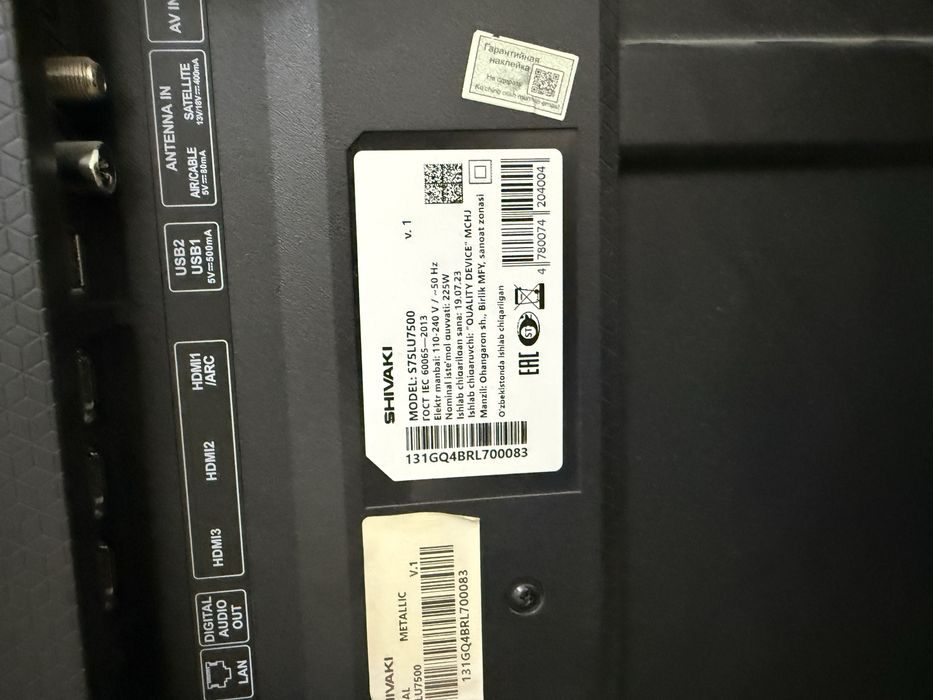 AV IN
ANTENNA IN
AIR/CABLE
5V⎓80mA
SATELLITE
13V/18V⎓400mA
USB2
USB1
5V⎓500mA
HDMI1
/ARC
HDMI2
HDMI3
DIGITAL
AUDIO
OUT
LAN
Гарантийная
наклейка
SHIVAKI
v. 1
MODEL: S75LU7500
ГОСТ IEC 60065—2013
Elektr manbai: 110-240 V / ~50 Hz
Nominal iste'mol quvvati: 225W
Ishlab chiqarilgan sana: 19.07.23
Ishlab chiqaruvchi: "QUALITY DEVICE" MCHJ
Manzil: Ohangaron sh., Birlik MFY, sanoat zonasi
O'zbekistonda ishlab chiqarilgan
EAC
4 780074 204004
131GQ4BRL700083
METALLIC
V.1
131GQ4BRL700083